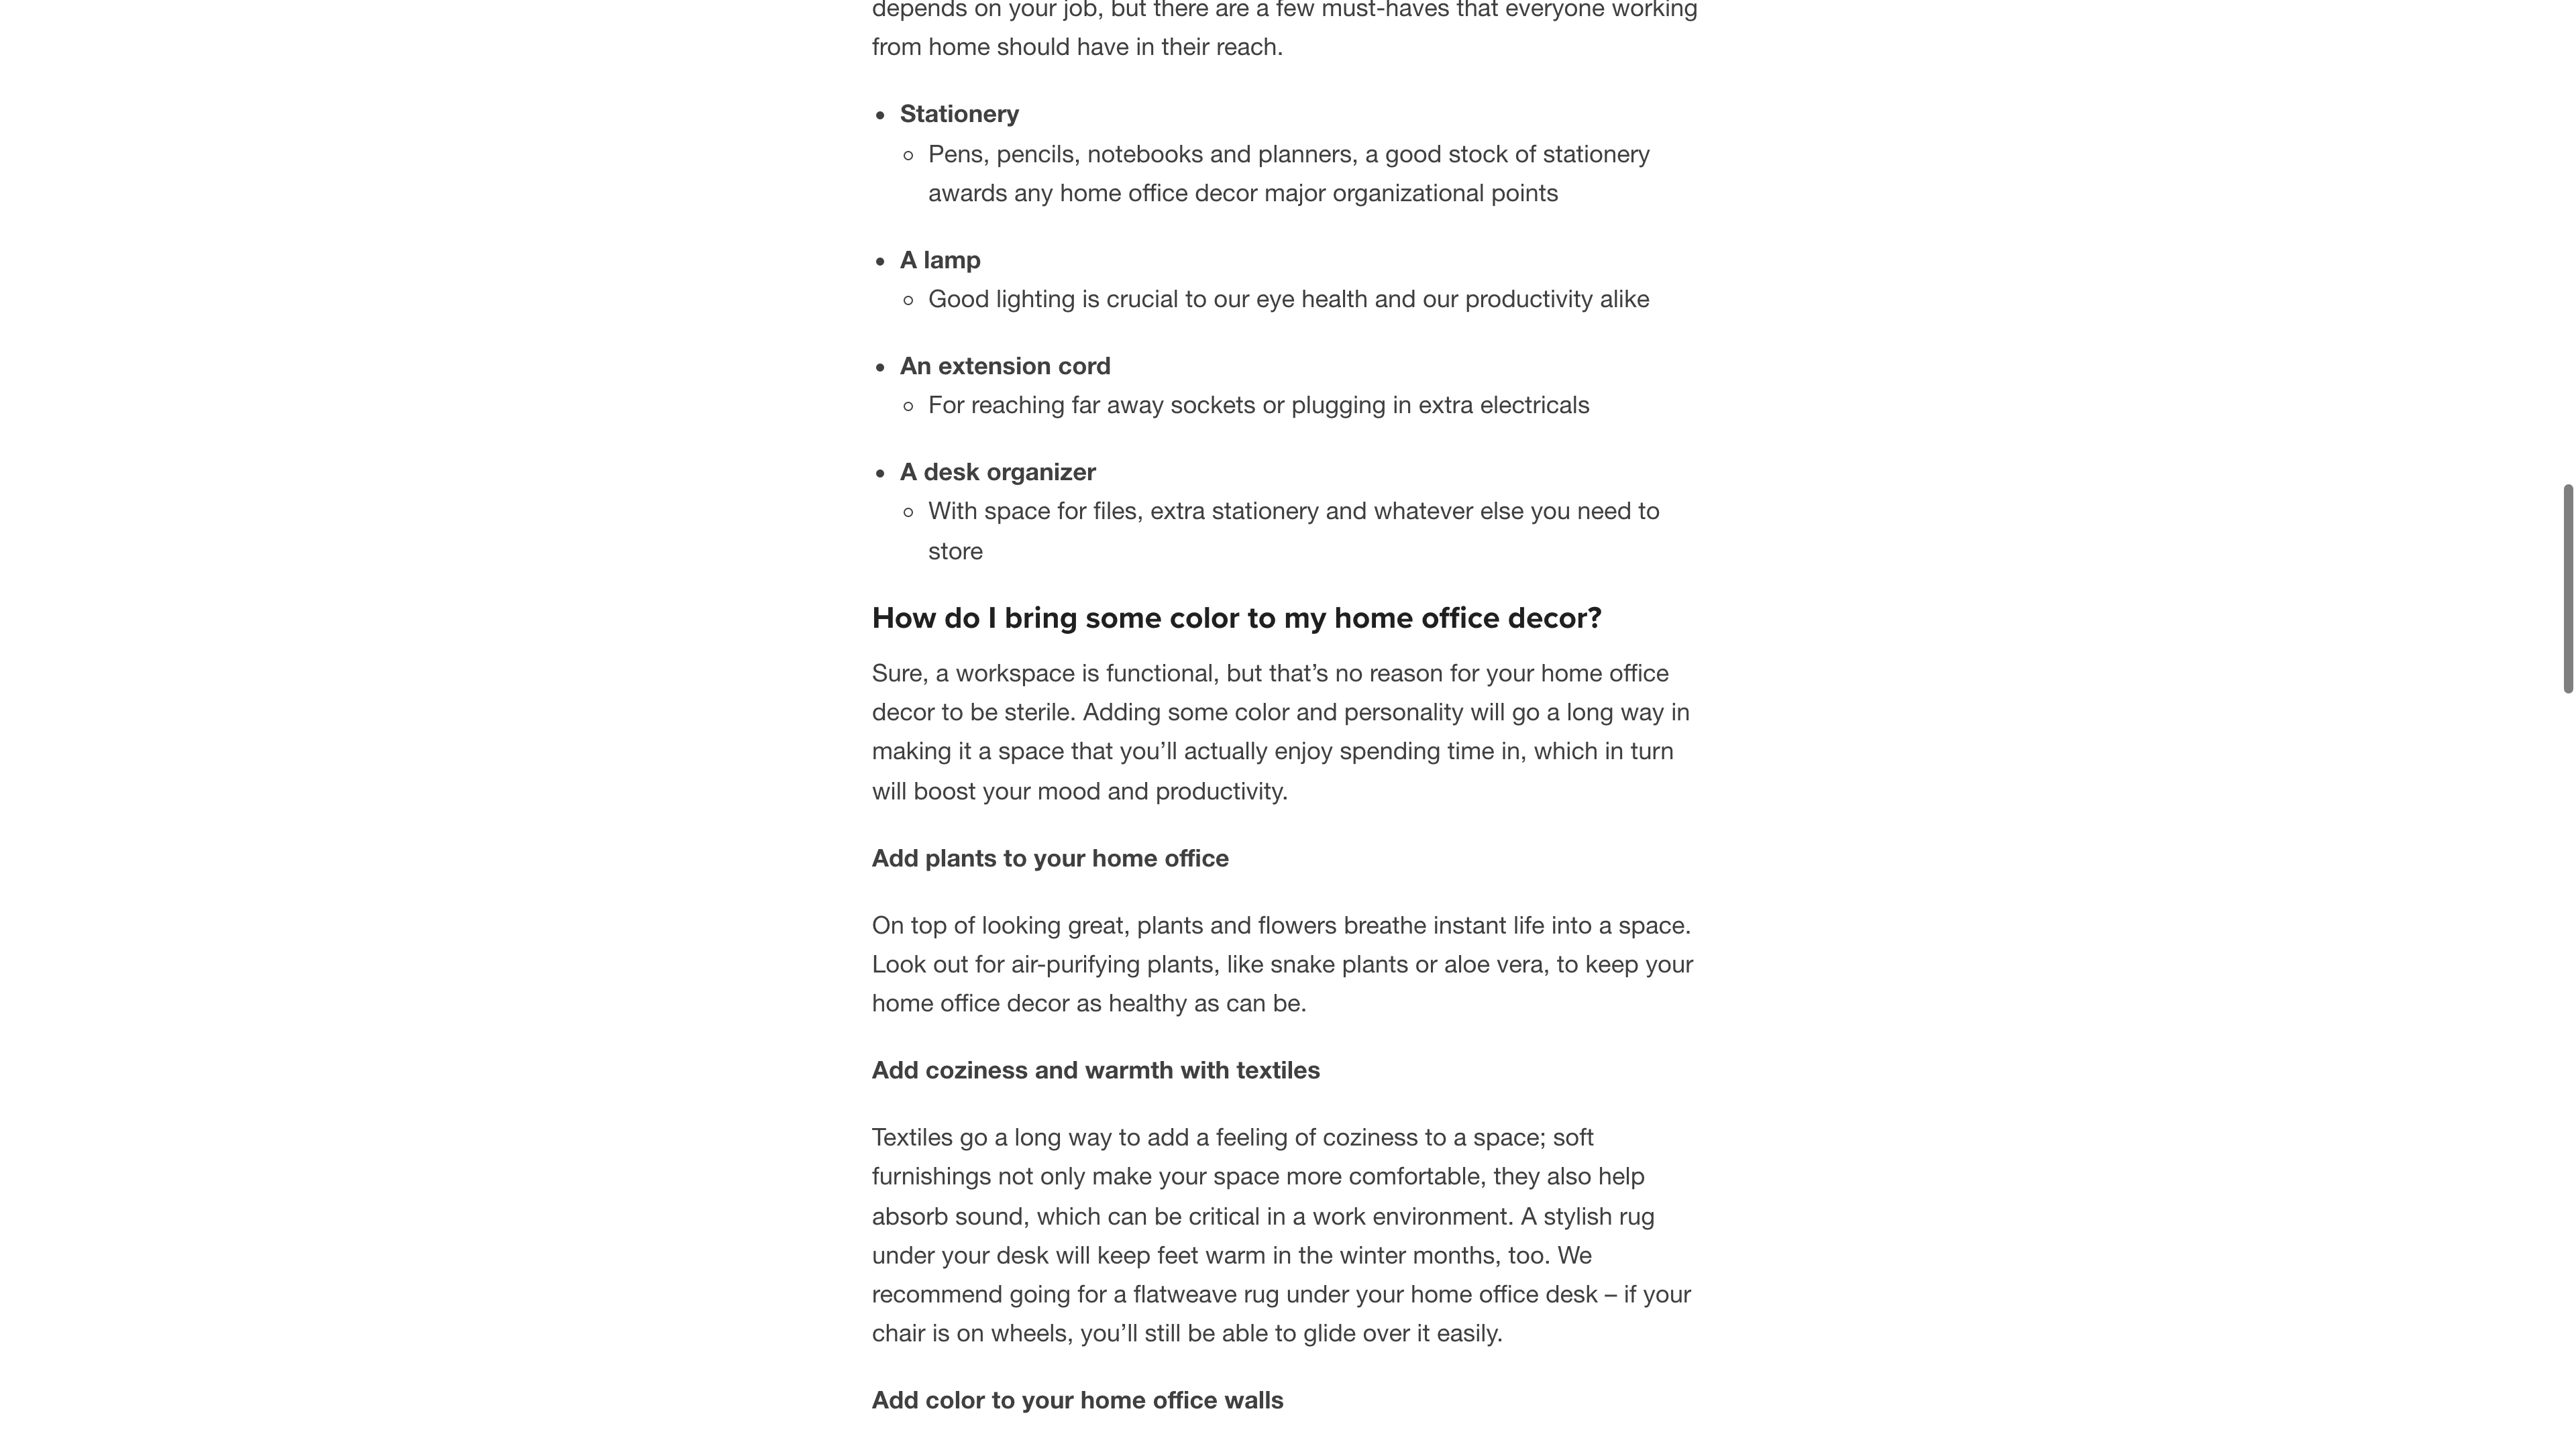 depends on your job, but there are a few must-haves that everyone working
from home should have in their reach.
• Stationery
○ Pens, pencils, notebooks and planners, a good stock of stationery
awards any home office decor major organizational points
• A lamp
○ Good lighting is crucial to our eye health and our productivity alike
• An extension cord
○ For reaching far away sockets or plugging in extra electricals
• A desk organizer
○ With space for files, extra stationery and whatever else you need to
store
How do I bring some color to my home office decor?
Sure, a workspace is functional, but that’s no reason for your home office
decor to be sterile. Adding some color and personality will go a long way in
making it a space that you’ll actually enjoy spending time in, which in turn
will boost your mood and productivity.
Add plants to your home office
On top of looking great, plants and flowers breathe instant life into a space.
Look out for air-purifying plants, like snake plants or aloe vera, to keep your
home office decor as healthy as can be.
Add coziness and warmth with textiles
Textiles go a long way to add a feeling of coziness to a space; soft
furnishings not only make your space more comfortable, they also help
absorb sound, which can be critical in a work environment. A stylish rug
under your desk will keep feet warm in the winter months, too. We
recommend going for a flatweave rug under your home office desk – if your
chair is on wheels, you’ll still be able to glide over it easily.
Add color to your home office walls